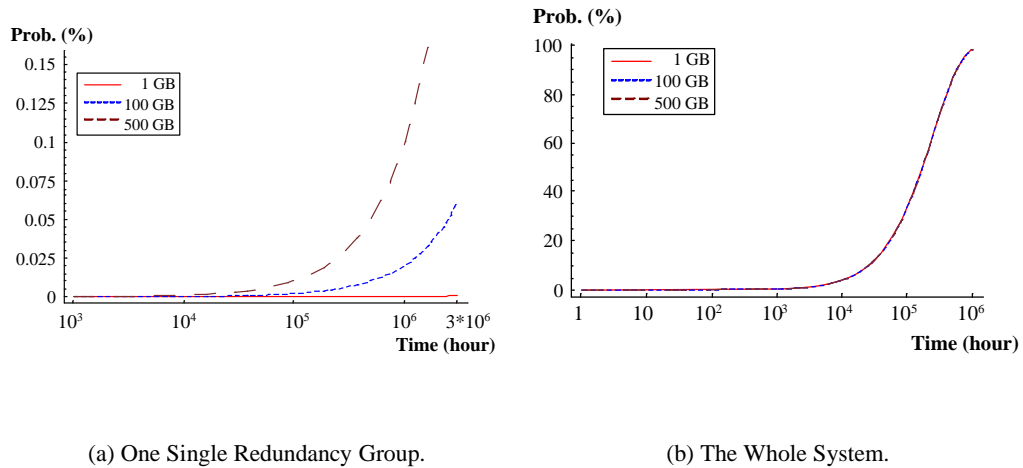 Prob. (%)
0.15
0.125
0.1
0.075
0.05
0.025
0
1 GB
100 GB
500 GB
10³
10⁴
10⁵
10⁶
3*10⁶
Time (hour)
(a) One Single Redundancy Group.
Prob. (%)
100
80
60
40
20
0
1 GB
100 GB
500 GB
1
10
10²
10³
10⁴
10⁵
10⁶
Time (hour)
(b) The Whole System.